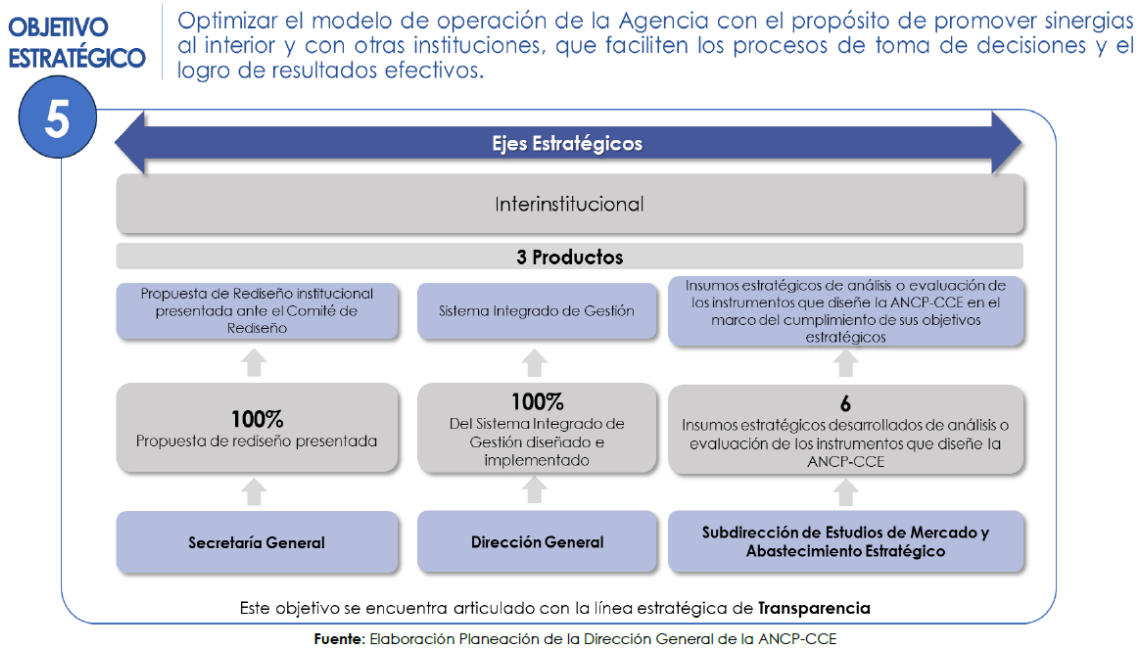 OBJETIVO
ESTRATÉGICO
Optimizar el modelo de operación de la Agencia con el propósito de promover sinergias
al interior y con otras instituciones, que faciliten los procesos de toma de decisiones y el
logro de resultados efectivos.
5
Ejes Estratégicos
Interinstitucional
3 Productos
Propuesta de Rediseño institucional
presentada ante el Comité de
Rediseño
Sistema Integrado de Gestión
Insumos estratégicos de análisis o evaluación de
los instrumentos que diseñe la ANCP-CCE en el
marco del cumplimiento de sus objetivos
estratégicos
100%
Propuesta de rediseño presentada
100%
Del Sistema Integrado de
Gestión diseñado e
implementado
6
Insumos estratégicos desarrollados de análisis o
evaluación de los instrumentos que diseñe la
ANCP-CCE
Secretaría General
Dirección General
Subdirección de Estudios de Mercado y
Abastecimiento Estratégico
Este objetivo se encuentra articulado con la línea estratégica de Transparencia
Fuente: Elaboración Planeación de la Dirección General de la ANCP-CCE